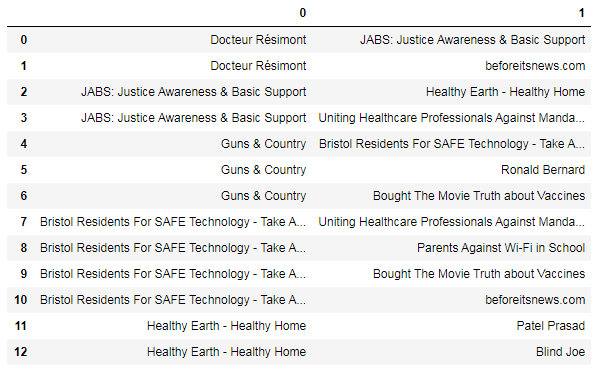 0 1
0 Docteur Résimont JABS: Justice Awareness & Basic Support
1 Docteur Résimont beforeitsnews.com
2 JABS: Justice Awareness & Basic Support Healthy Earth - Healthy Home
3 JABS: Justice Awareness & Basic Support Uniting Healthcare Professionals Against Manda...
4 Guns & Country Bristol Residents For SAFE Technology - Take A...
5 Guns & Country Ronald Bernard
6 Guns & Country Bought The Movie Truth about Vaccines
7 Bristol Residents For SAFE Technology - Take A... Uniting Healthcare Professionals Against Manda...
8 Bristol Residents For SAFE Technology - Take A... Parents Against Wi-Fi in School
9 Bristol Residents For SAFE Technology - Take A... Bought The Movie Truth about Vaccines
10 Bristol Residents For SAFE Technology - Take A... beforeitsnews.com
11 Healthy Earth - Healthy Home Patel Prasad
12 Healthy Earth - Healthy Home Blind Joe